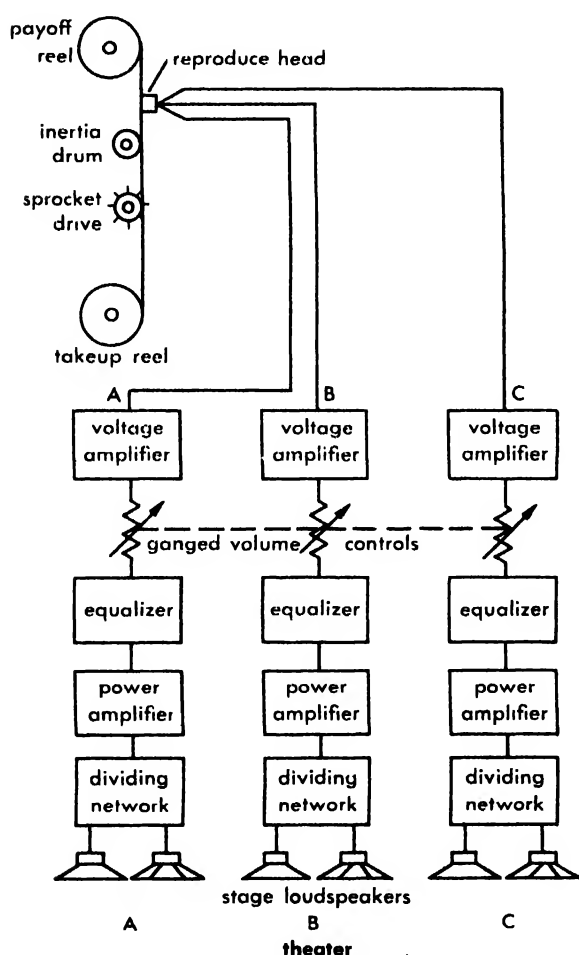 payoff
reel
reproduce head
inertia
drum
sprocket
drive
takeup reel
A B C
voltage
amplifier
voltage
amplifier
voltage
amplifier
ganged volume controls
equalizer
equalizer
equalizer
power
amplifier
power
amplifier
power
amplifier
dividing
network
dividing
network
dividing
network
stage loudspeakers
A B C
theater